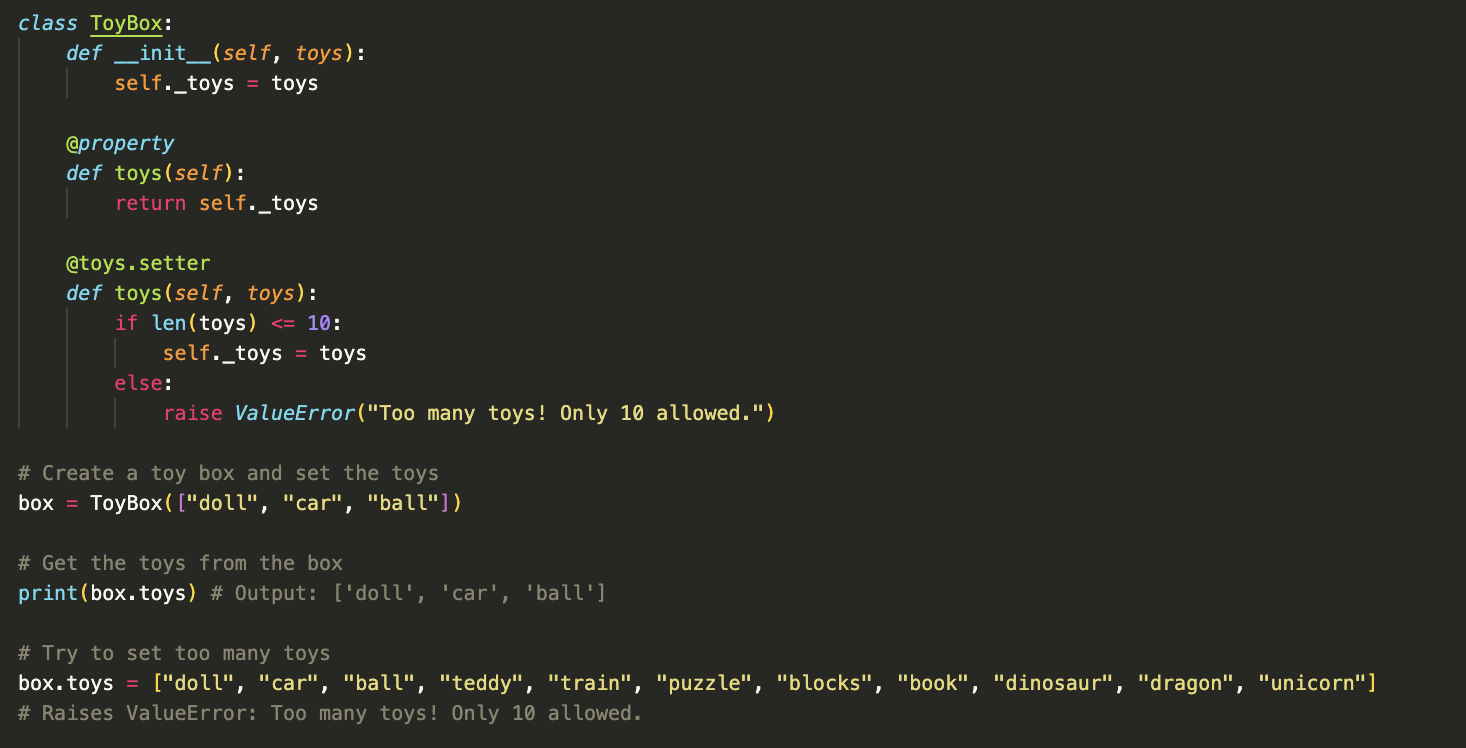 class ToyBox:
    def __init__(self, toys):
        self._toys = toys

    @property
    def toys(self):
        return self._toys

    @toys.setter
    def toys(self, toys):
        if len(toys) <= 10:
            self._toys = toys
        else:
            raise ValueError("Too many toys! Only 10 allowed.")

# Create a toy box and set the toys
box = ToyBox(["doll", "car", "ball"])

# Get the toys from the box
print(box.toys) # Output: ['doll', 'car', 'ball']

# Try to set too many toys
box.toys = ["doll", "car", "ball", "teddy", "train", "puzzle", "blocks", "book", "dinosaur", "dragon", "unicorn"]
# Raises ValueError: Too many toys! Only 10 allowed.